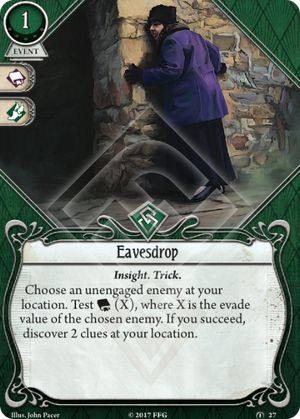 1
EVENT
Eavesdrop
Insight. Trick.
Choose an unengaged enemy at your
location. Test (X), where X is the evade
value of the chosen enemy. If you succeed,
discover 2 clues at your location.
Illus. John Pacer
© 2017 FFG
27